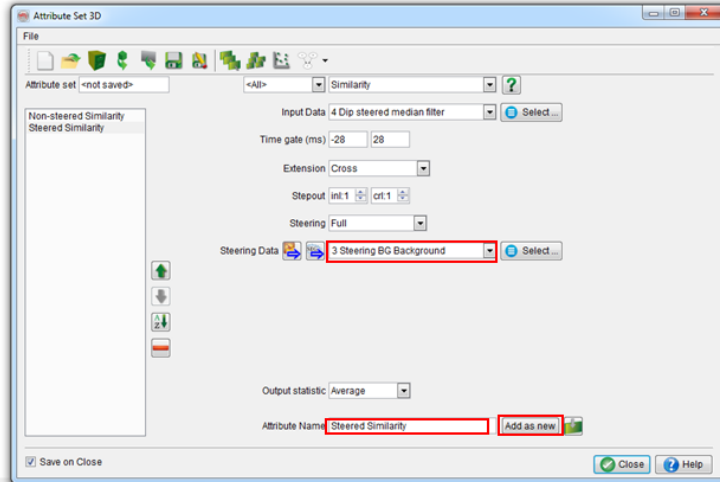 Attribute Set 3D
File
Attribute set <not saved> <All> Similarity ?
Non-steered Similarity
Steered Similarity
Input Data 4 Dip steered median filter Select ...
Time gate (ms) -28 28
Extension Cross
Stepout inl:1 crl:1
Steering Full
Steering Data 3 Steering BG Background Select ...
Output statistic Average
Attribute Name Steered Similarity Add as new
Save on Close Close ? Help